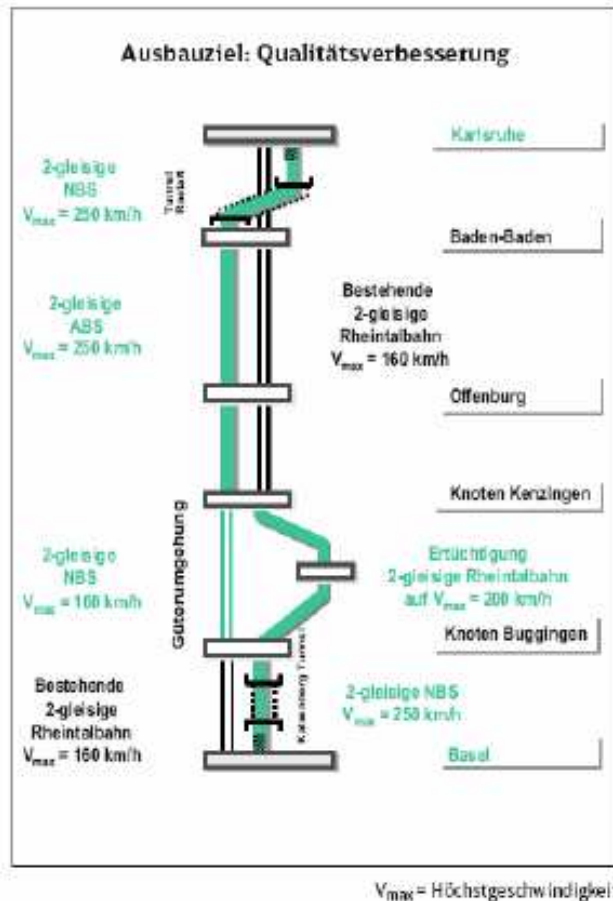 Ausbauziel: Qualitätsverbesserung
Karlsruhe
2-gleisige
NBS
Vmax = 250 km/h
Tunnel
Rastatt
Baden-Baden
Bestehende
2-gleisige
Rheintalbahn
Vmax = 160 km/h
2-gleisige
ABS
Vmax = 250 km/h
Offenburg
Knoten Kenzingen
Güterumgehung
2-gleisige
NBS
Vmax = 160 km/h
Ertüchtigung
2-gleisige Rheintalbahn
auf Vmax = 200 km/h
Knoten Buggingen
Katzenberg Tunnel
Bestehende
2-gleisige
Rheintalbahn
Vmax = 160 km/h
2-gleisige NBS
Vmax = 250 km/h
Basel
Vmax = Höchstgeschwindigkeit